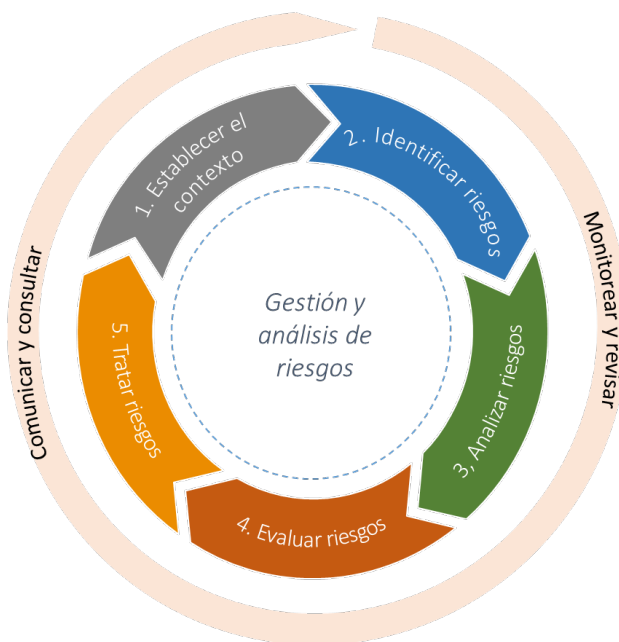 1. Establecer el
contexto
2. Identificar riesgos
3, Analizar riesgos
4. Evaluar riesgos
5. Tratar riesgos
Gestión y
análisis de
riesgos
Comunicar y consultar
Monitorear y revisar